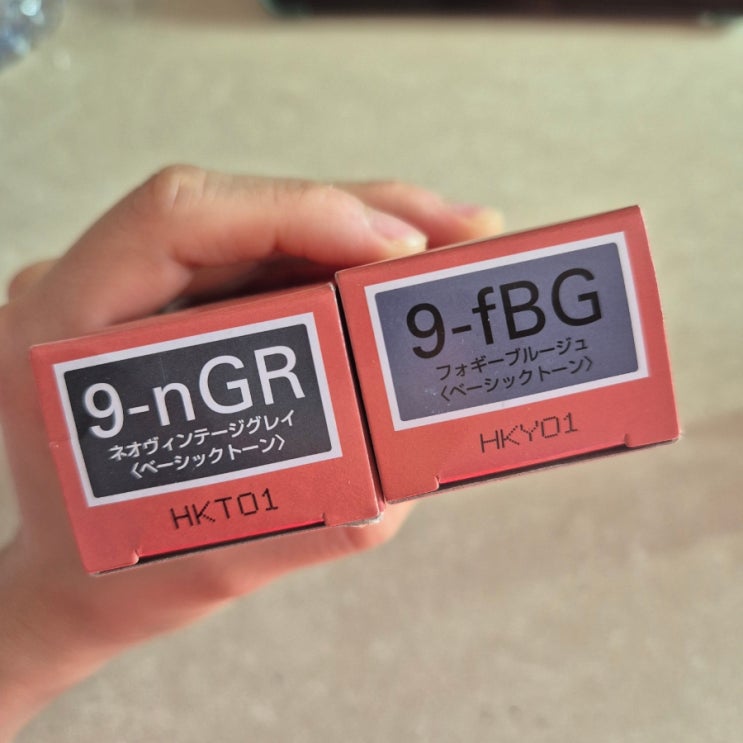 9-nGR
ネオヴィンテージグレイ
〈ベーシックトーン〉
HKT01
9-fBG
フォギーブルージュ
〈ベーシックトーン〉
HKY01